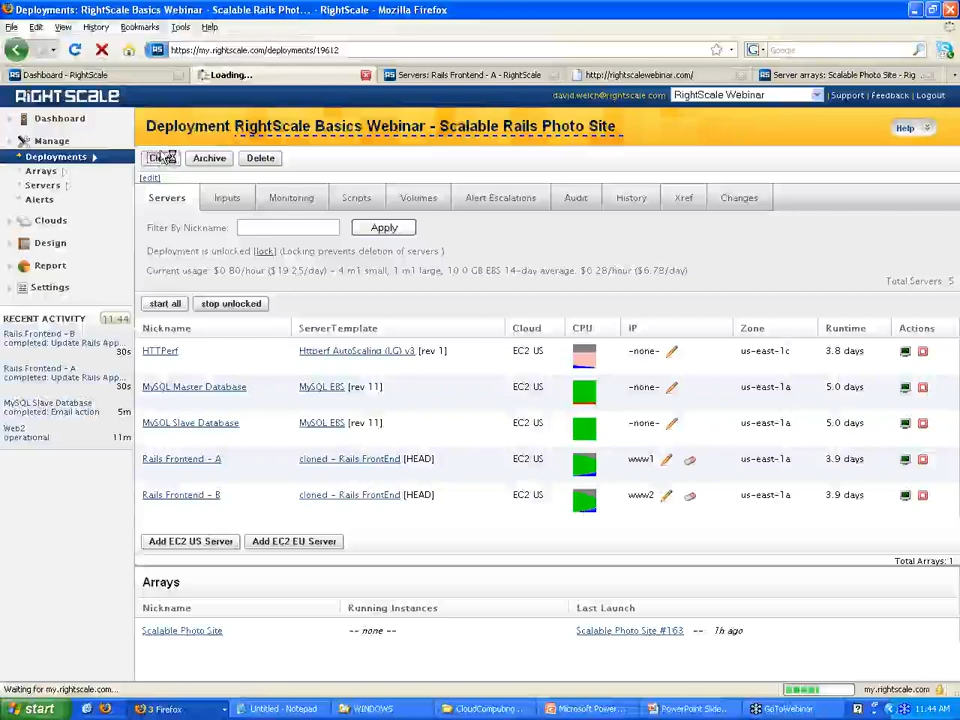 Deployments: RightScale Basics Webinar - Scalable Rails Phot... - RightScale - Mozilla Firefox
File Edit View History Bookmarks Tools Help
https://my.rightscale.com/deployments/19612
Google
Dashboard - RightScale
Loading...
Servers: Rails Frontend - A - RightScale
http://rightscalewebinar.com/
Server arrays: Scalable Photo Site - Rig...
RIGHTSCALE
david.welch@rightscale.com RightScale Webinar | Support | Feedback | Logout
Dashboard
Manage
Deployments
Arrays
Servers
Alerts
Clouds
Design
Report
Settings
RECENT ACTIVITY 11:44
Rails Frontend - B
completed: Update Rails App...
30s
Rails Frontend - A
completed: Update Rails App...
30s
MySQL Slave Database
completed: Email action 5m
Web2
operational 11m
Deployment RightScale Basics Webinar - Scalable Rails Photo Site
Help
Archive Delete
[edit]
Servers Inputs Monitoring Scripts Volumes Alert Escalations Audit History Xref Changes
Filter By Nickname: Apply
Deployment is unlocked [lock] (Locking prevents deletion of servers )
Current usage: $0.80/hour ($19.25/day) - 4 m1 small, 1 m1 large, 10.0 GB EBS 14-day average: $0.28/hour ($6.78/day)
Total Servers: 5
start all stop unlocked
Nickname ServerTemplate Cloud CPU IP Zone Runtime Actions
HTTPerf Httperf AutoScaling (LG) v3 [rev 1] EC2 US -none- us-east-1c 3.8 days
MySQL Master Database MySQL EBS [rev 11] EC2 US -none- us-east-1a 5.0 days
MySQL Slave Database MySQL EBS [rev 11] EC2 US -none- us-east-1a 5.0 days
Rails Frontend - A cloned - Rails FrontEnd [HEAD] EC2 US www1 us-east-1a 3.9 days
Rails Frontend - B cloned - Rails FrontEnd [HEAD] EC2 US www2 us-east-1a 3.9 days
Add EC2 US Server Add EC2 EU Server
Total Arrays: 1
Arrays
Nickname Running Instances Last Launch
Scalable Photo Site -- none -- Scalable Photo Site #163 -- 1h ago
Waiting for my.rightscale.com...
my.rightscale.com
start
3 Firefox
Untitled - Notepad
WINDOWS
CloudComputing...
Microsoft Power...
PowerPoint Slide...
GoToWebinar
11:44 AM